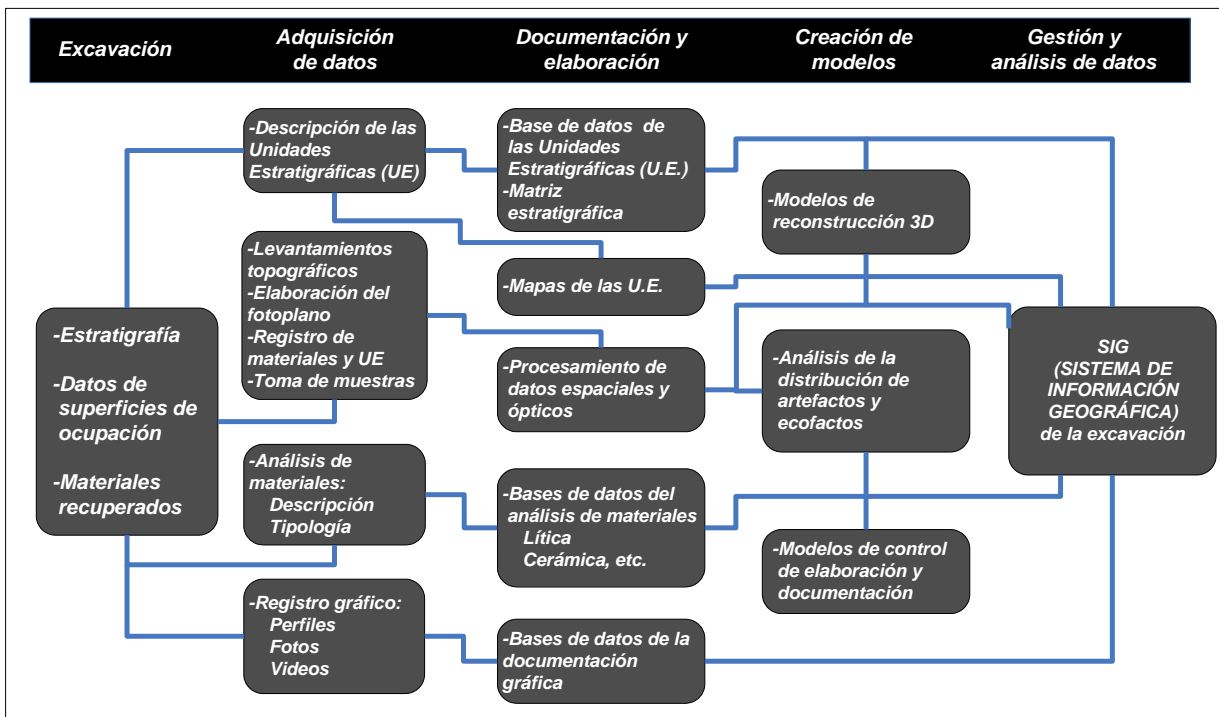 Excavación
Adquisición
de datos
Documentación y
elaboración
Creación de
modelos
Gestión y
análisis de datos
-Estratigrafía
-Datos de
superficies de
ocupación
-Materiales
recuperados
-Descripción de las
Unidades
Estratigráficas (UE)
-Levantamientos
topográficos
-Elaboración del
fotoplano
-Registro de
materiales y UE
-Toma de muestras
-Análisis de
materiales:
Descripción
Tipología
-Registro gráfico:
Perfiles
Fotos
Videos
-Base de datos de
las Unidades
Estratigráficas (U.E.)
-Matriz
estratigráfica
-Mapas de las U.E.
-Procesamiento de
datos espaciales y
ópticos
-Bases de datos del
análisis de materiales
Lítica
Cerámica, etc.
-Bases de datos de la
documentación
gráfica
-Modelos de
reconstrucción 3D
-Análisis de la
distribución de
artefactos y
ecofactos
-Modelos de control
de elaboración y
documentación
SIG
(SISTEMA DE
INFORMACIÓN
GEOGRÁFICA)
de la excavación